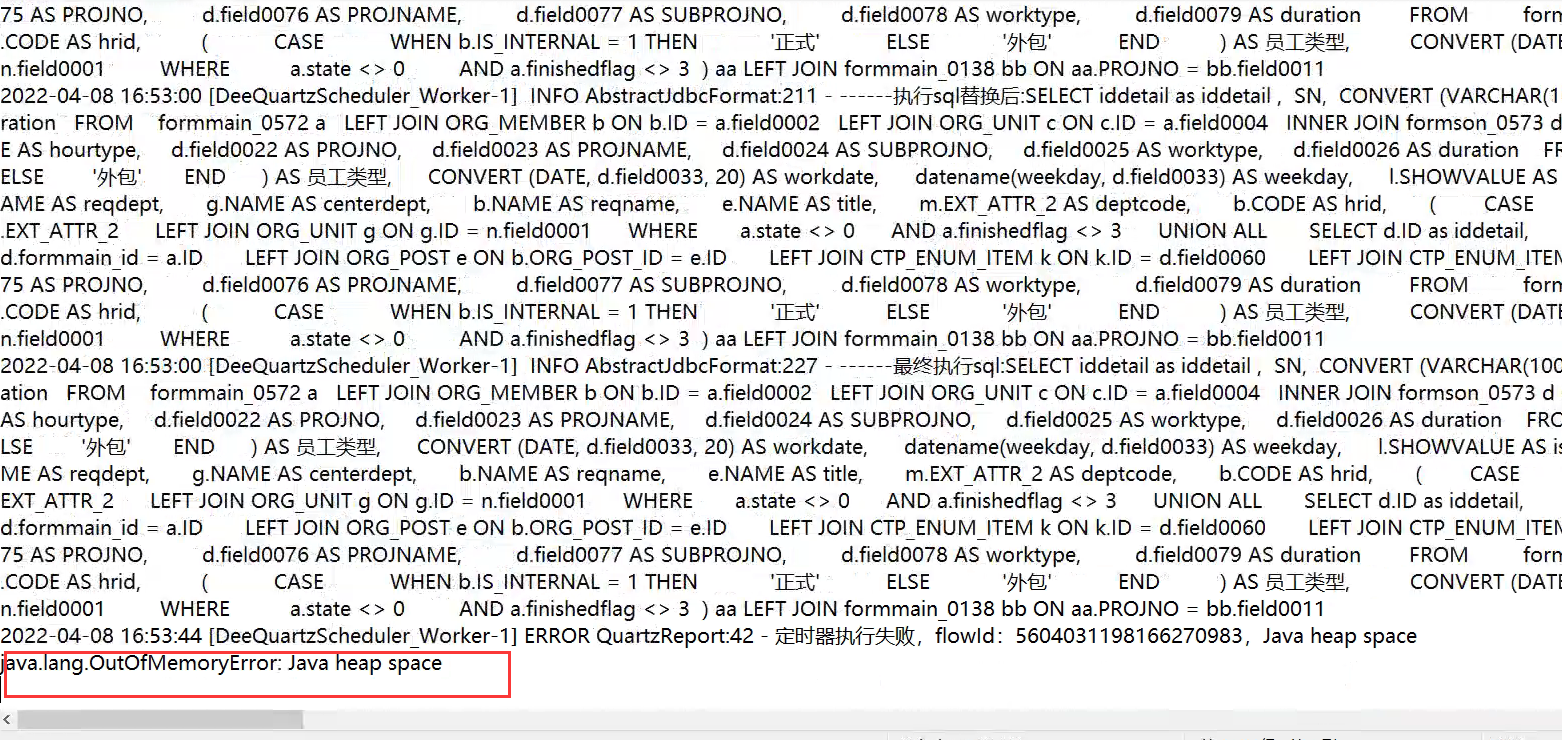 75 AS PROJNO, d.field0076 AS PROJNAME, d.field0077 AS SUBPROJNO, d.field0078 AS worktype, d.field0079 AS duration FROM form
.CODE AS hrid, ( CASE WHEN b.IS_INTERNAL = 1 THEN '正式' ELSE '外包' END ) AS 员工类型, CONVERT (DATE
n.field0001 WHERE a.state <> 0 AND a.finishedflag <> 3 ) aa LEFT JOIN formmain_0138 bb ON aa.PROJNO = bb.field0011
2022-04-08 16:53:00 [DeeQuartzScheduler_Worker-1] INFO AbstractJdbcFormat:211 - ------执行sql替换后:SELECT iddetail as iddetail , SN, CONVERT (VARCHAR(1
ration FROM formmain_0572 a LEFT JOIN ORG_MEMBER b ON b.ID = a.field0002 LEFT JOIN ORG_UNIT c ON c.ID = a.field0004 INNER JOIN formson_0573 d
E AS hourtype, d.field0022 AS PROJNO, d.field0023 AS PROJNAME, d.field0024 AS SUBPROJNO, d.field0025 AS worktype, d.field0026 AS duration FR
ELSE '外包' END ) AS 员工类型, CONVERT (DATE, d.field0033, 20) AS workdate, datename(weekday, d.field0033) AS weekday, l.SHOWVALUE AS
AME AS reqdept, g.NAME AS centerdept, b.NAME AS reqname, e.NAME AS title, m.EXT_ATTR_2 AS deptcode, b.CODE AS hrid, ( CASE
.EXT_ATTR_2 LEFT JOIN ORG_UNIT g ON g.ID = n.field0001 WHERE a.state <> 0 AND a.finishedflag <> 3 UNION ALL SELECT d.ID as iddetail,
d.formmain_id = a.ID LEFT JOIN ORG_POST e ON b.ORG_POST_ID = e.ID LEFT JOIN CTP_ENUM_ITEM k ON k.ID = d.field0060 LEFT JOIN CTP_ENUM_ITEM
75 AS PROJNO, d.field0076 AS PROJNAME, d.field0077 AS SUBPROJNO, d.field0078 AS worktype, d.field0079 AS duration FROM form
.CODE AS hrid, ( CASE WHEN b.IS_INTERNAL = 1 THEN '正式' ELSE '外包' END ) AS 员工类型, CONVERT (DATE
n.field0001 WHERE a.state <> 0 AND a.finishedflag <> 3 ) aa LEFT JOIN formmain_0138 bb ON aa.PROJNO = bb.field0011
2022-04-08 16:53:00 [DeeQuartzScheduler_Worker-1] INFO AbstractJdbcFormat:227 - ------最终执行sql:SELECT iddetail as iddetail , SN, CONVERT (VARCHAR(100
ation FROM formmain_0572 a LEFT JOIN ORG_MEMBER b ON b.ID = a.field0002 LEFT JOIN ORG_UNIT c ON c.ID = a.field0004 INNER JOIN formson_0573 d
AS hourtype, d.field0022 AS PROJNO, d.field0023 AS PROJNAME, d.field0024 AS SUBPROJNO, d.field0025 AS worktype, d.field0026 AS duration FRO
LSE '外包' END ) AS 员工类型, CONVERT (DATE, d.field0033, 20) AS workdate, datename(weekday, d.field0033) AS weekday, l.SHOWVALUE AS is
ME AS reqdept, g.NAME AS centerdept, b.NAME AS reqname, e.NAME AS title, m.EXT_ATTR_2 AS deptcode, b.CODE AS hrid, ( CASE
EXT_ATTR_2 LEFT JOIN ORG_UNIT g ON g.ID = n.field0001 WHERE a.state <> 0 AND a.finishedflag <> 3 UNION ALL SELECT d.ID as iddetail,
d.formmain_id = a.ID LEFT JOIN ORG_POST e ON b.ORG_POST_ID = e.ID LEFT JOIN CTP_ENUM_ITEM k ON k.ID = d.field0060 LEFT JOIN CTP_ENUM_ITEM
75 AS PROJNO, d.field0076 AS PROJNAME, d.field0077 AS SUBPROJNO, d.field0078 AS worktype, d.field0079 AS duration FROM form
.CODE AS hrid, ( CASE WHEN b.IS_INTERNAL = 1 THEN '正式' ELSE '外包' END ) AS 员工类型, CONVERT (DATE
n.field0001 WHERE a.state <> 0 AND a.finishedflag <> 3 ) aa LEFT JOIN formmain_0138 bb ON aa.PROJNO = bb.field0011
2022-04-08 16:53:44 [DeeQuartzScheduler_Worker-1] ERROR QuartzReport:42 - 定时器执行失败，flowId：5604031198166270983，Java heap space
java.lang.OutOfMemoryError: Java heap space